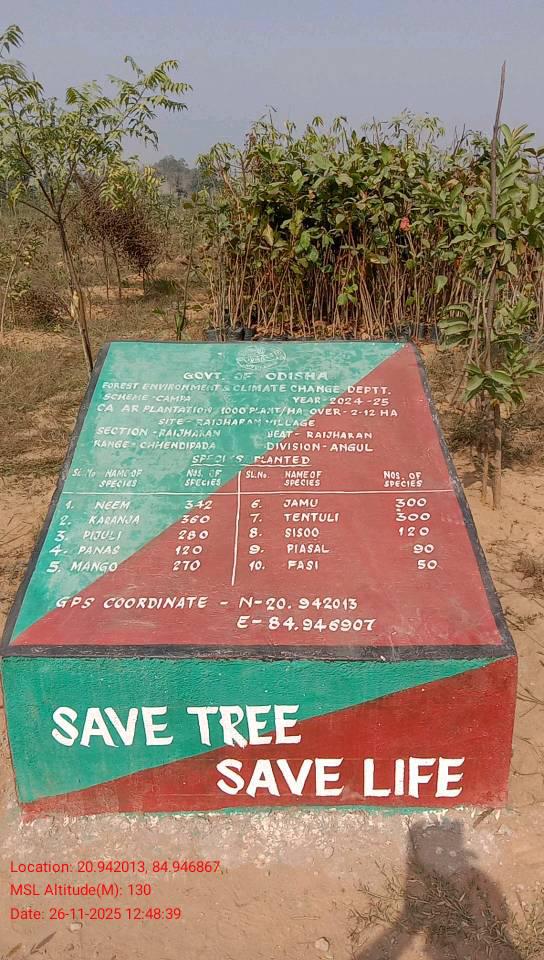 GOVT. OF ODISHA
FOREST ENVIRONMENT & CLIMATE CHANGE DEPTT.
SCHEME-CAMPA YEAR-2024-25
CA AR PLANTATION, 1000 PLANT/HA OVER-2.12 HA
SITE-RAIJHARAN VILLAGE
SECTION-RAIJHARAN BEAT-RAIJHARAN
RANGE-CHHENDIPADA DIVISION-ANGUL
SPECIES PLANTED
SL.No NAME OF SPECIES NOS. OF SPECIES SL.No. NAME OF SPECIES NOS. OF SPECIES
1. NEEM 342 6. JAMU 300
2. KARANJA 360 7. TENTULI 300
3. PIJULI 280 8. SISOO 120
4. PANAS 120 9. PIASAL 90
5. MANGO 270 10. FASI 50
GPS COORDINATE - N-20.942013
E-84.946907
SAVE TREE
SAVE LIFE
Location: 20.942013, 84.946867,
MSL Altitude(M): 130
Date: 26-11-2025 12:48:39